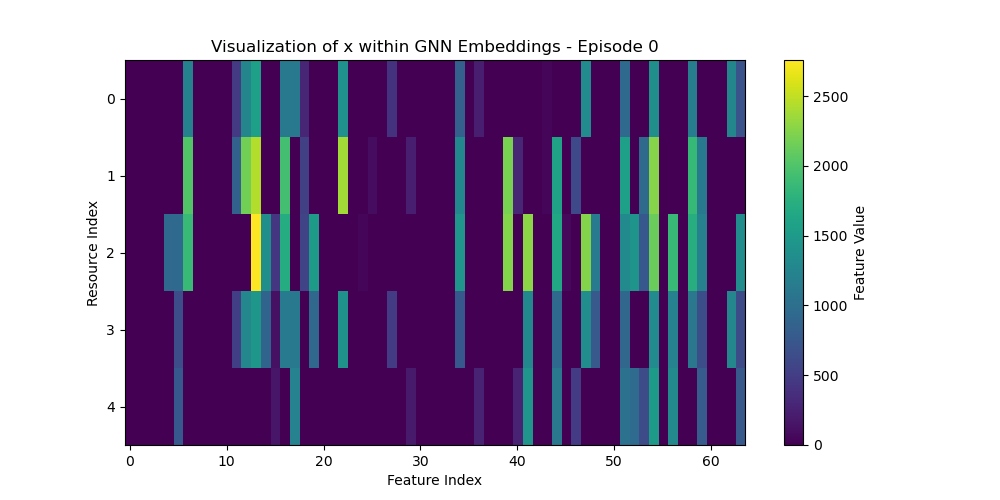 Visualization of x within GNN Embeddings - Episode 0
Resource Index
0
1
2
3
4
0 10 20 30 40 50 60
Feature Index
2500
2000
1500
1000
500
0
Feature Value